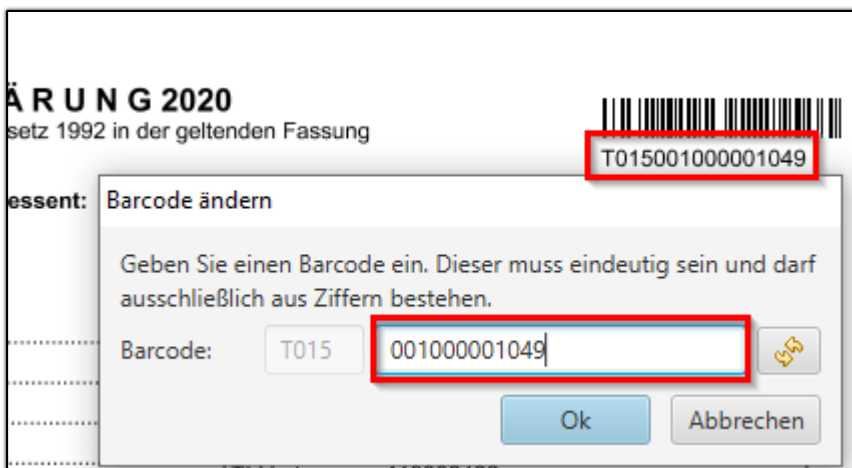 ÄRUNG 2020
setz 1992 in der geltenden Fassung
T015001000001049
essent:
Barcode ändern
Geben Sie einen Barcode ein. Dieser muss eindeutig sein und darf
ausschließlich aus Ziffern bestehen.
Barcode: T015 001000001049
Ok Abbrechen